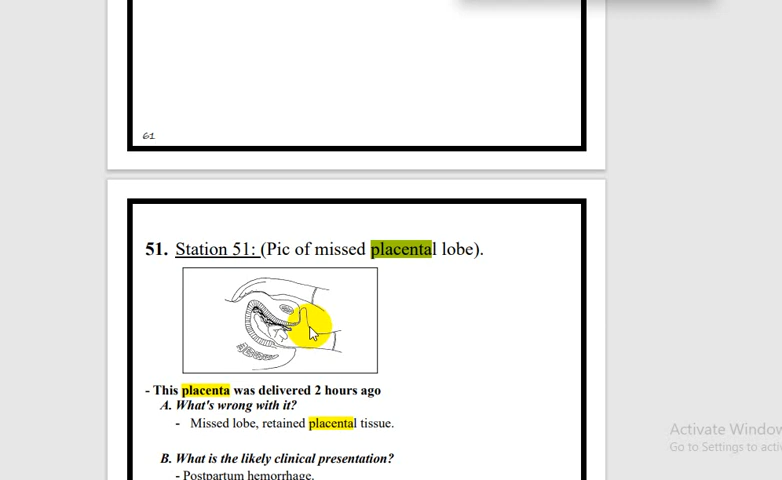 61
51. Station 51: (Pic of missed placental lobe).
- This placenta was delivered 2 hours ago
A. What's wrong with it?
- Missed lobe, retained placental tissue.
B. What is the likely clinical presentation?
- Postpartum hemorrhage.
Activate Window
Go to Settings to acti